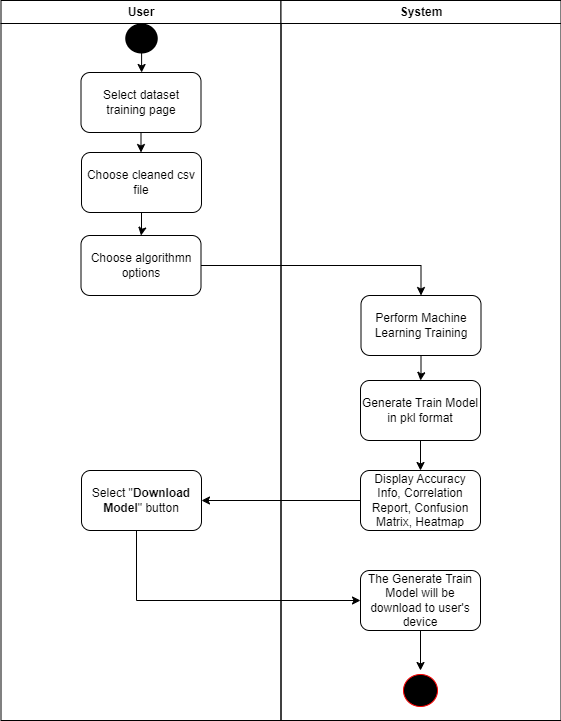 User
System
Select dataset
training page
Choose cleaned csv
file
Choose algorithmn
options
Perform Machine
Learning Training
Generate Train Model
in pkl format
Display Accuracy
Info, Correlation
Report, Confusion
Matrix, Heatmap
Select "Download
Model" button
The Generate Train
Model will be
download to user's
device